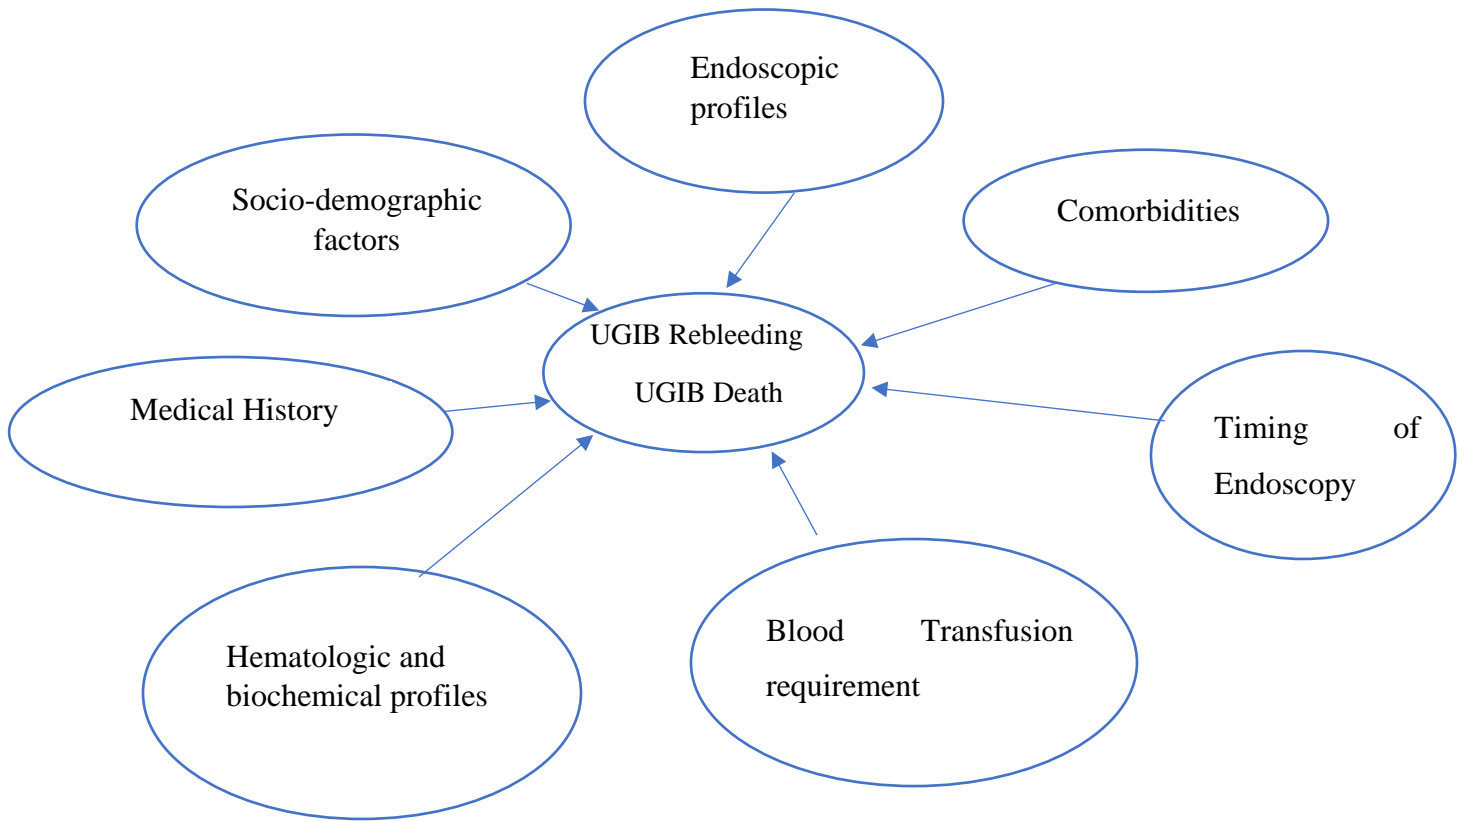 Endoscopic
profiles
Socio-demographic
factors
Comorbidities
UGIB Rebleeding
UGIB Death
Medical History
Timing of
Endoscopy
Blood Transfusion
requirement
Hematologic and
biochemical profiles